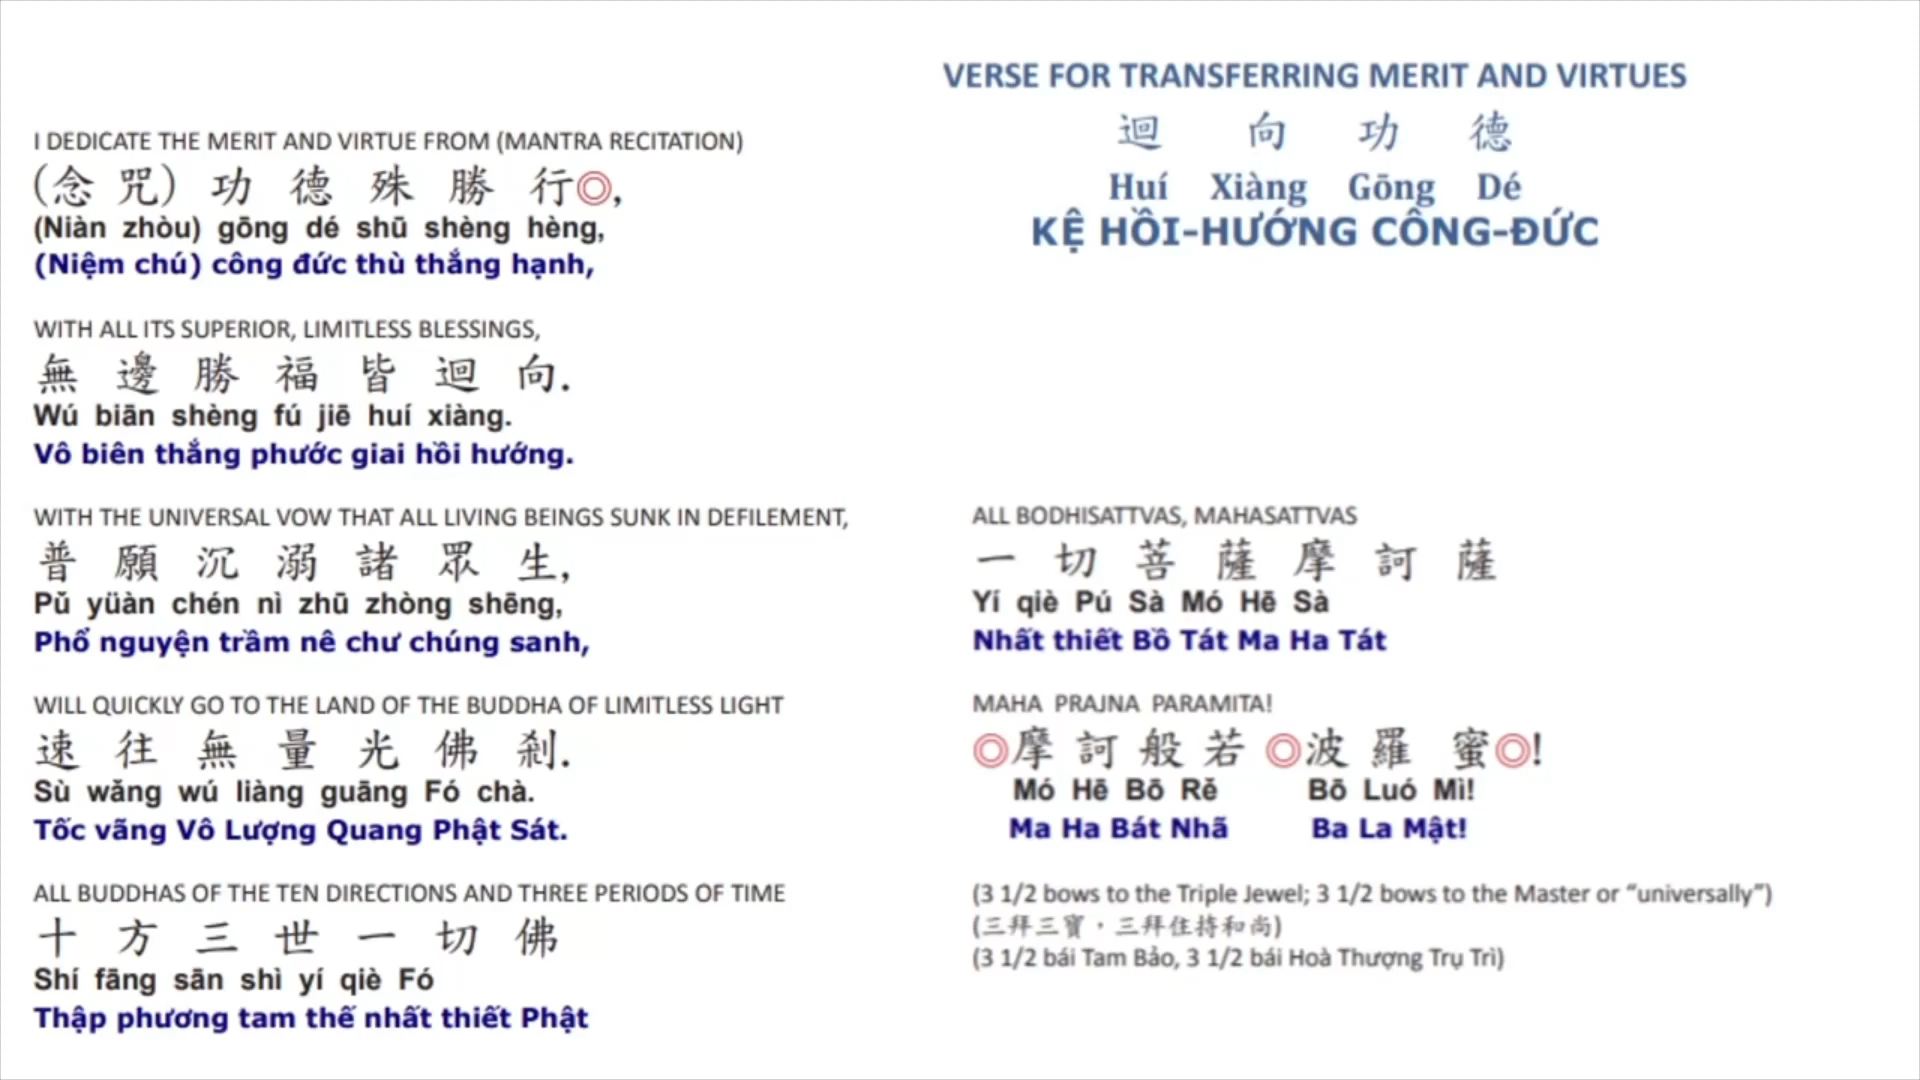 VERSE FOR TRANSFERRING MERIT AND VIRTUES
迴 向 功 德
Huí Xiàng Gōng Dé
KỆ HỒI-HƯỚNG CÔNG-ĐỨC
I DEDICATE THE MERIT AND VIRTUE FROM (MANTRA RECITATION)
(念 咒) 功 德 殊 勝 行◎,
(Niàn zhòu) gōng dé shū shèng hèng,
(Niệm chú) công đức thù thắng hạnh,
WITH ALL ITS SUPERIOR, LIMITLESS BLESSINGS,
無 邊 勝 福 皆 迴 向.
Wú biān shèng fú jiē huí xiàng.
Vô biên thắng phước giai hồi hướng.
WITH THE UNIVERSAL VOW THAT ALL LIVING BEINGS SUNK IN DEFILEMENT,
普 願 沉 溺 諸 眾 生,
Pǔ yüàn chén nì zhū zhòng shēng,
Phổ nguyện trầm nê chư chúng sanh,
WILL QUICKLY GO TO THE LAND OF THE BUDDHA OF LIMITLESS LIGHT
速 往 無 量 光 佛 剎.
Sù wǎng wú liàng guāng Fó chà.
Tốc vãng Vô Lượng Quang Phật Sát.
ALL BUDDHAS OF THE TEN DIRECTIONS AND THREE PERIODS OF TIME
十 方 三 世 一 切 佛
Shí fāng sān shì yí qiè Fó
Thập phương tam thế nhất thiết Phật
ALL BODHISATTVAS, MAHASATTVAS
一 切 菩 薩 摩 訶 薩
Yí qiè Pú Sà Mó Hē Sà
Nhất thiết Bồ Tát Ma Ha Tát
MAHA PRAJNA PARAMITA!
◎摩 訶 般 若 ◎波 羅 蜜◎!
Mó Hē Bō Rě Bō Luó Mì!
Ma Ha Bát Nhã Ba La Mật!
(3 1/2 bows to the Triple Jewel; 3 1/2 bows to the Master or “universally”)
(三拜三寶，三拜住持和尚)
(3 1/2 bái Tam Bảo, 3 1/2 bái Hoà Thượng Trụ Trì)